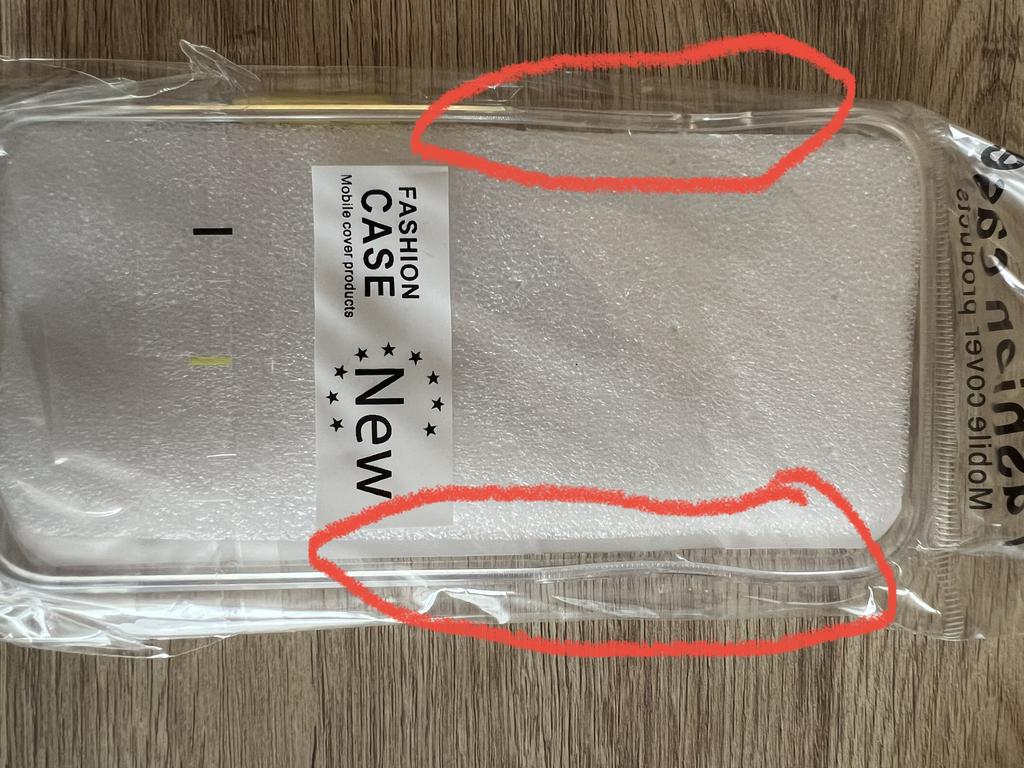 FASHION
CASE
Mobile cover products
New
Mobile cover products